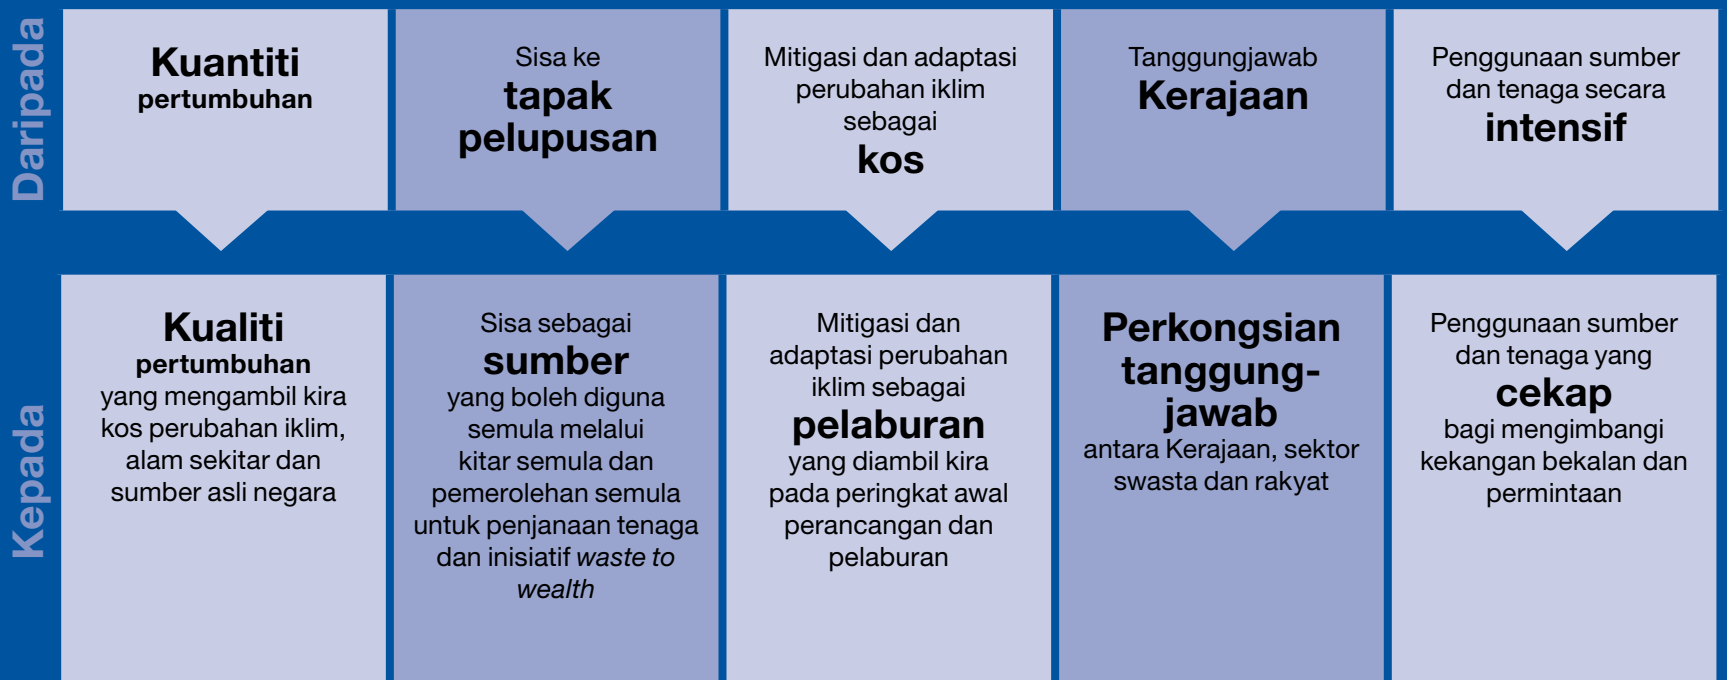 Daripada
Kuantiti
pertumbuhan
Sisa ke
tapak
pelupusan
Mitigasi dan adaptasi
perubahan iklim
sebagai
kos
Tanggungjawab
Kerajaan
Penggunaan sumber
dan tenaga secara
intensif
Kepada
Kualiti
pertumbuhan
yang mengambil kira
kos perubahan iklim,
alam sekitar dan
sumber asli negara
Sisa sebagai
sumber
yang boleh diguna
semula melalui
kitar semula dan
pemerolehan semula
untuk penjanaan tenaga
dan inisiatif waste to
wealth
Mitigasi dan
adaptasi perubahan
iklim sebagai
pelaburan
yang diambil kira
pada peringkat awal
perancangan dan
pelaburan
Perkongsian
tanggung-
jawab
antara Kerajaan, sektor
swasta dan rakyat
Penggunaan sumber
dan tenaga yang
cekap
bagi mengimbangi
kekangan bekalan dan
permintaan